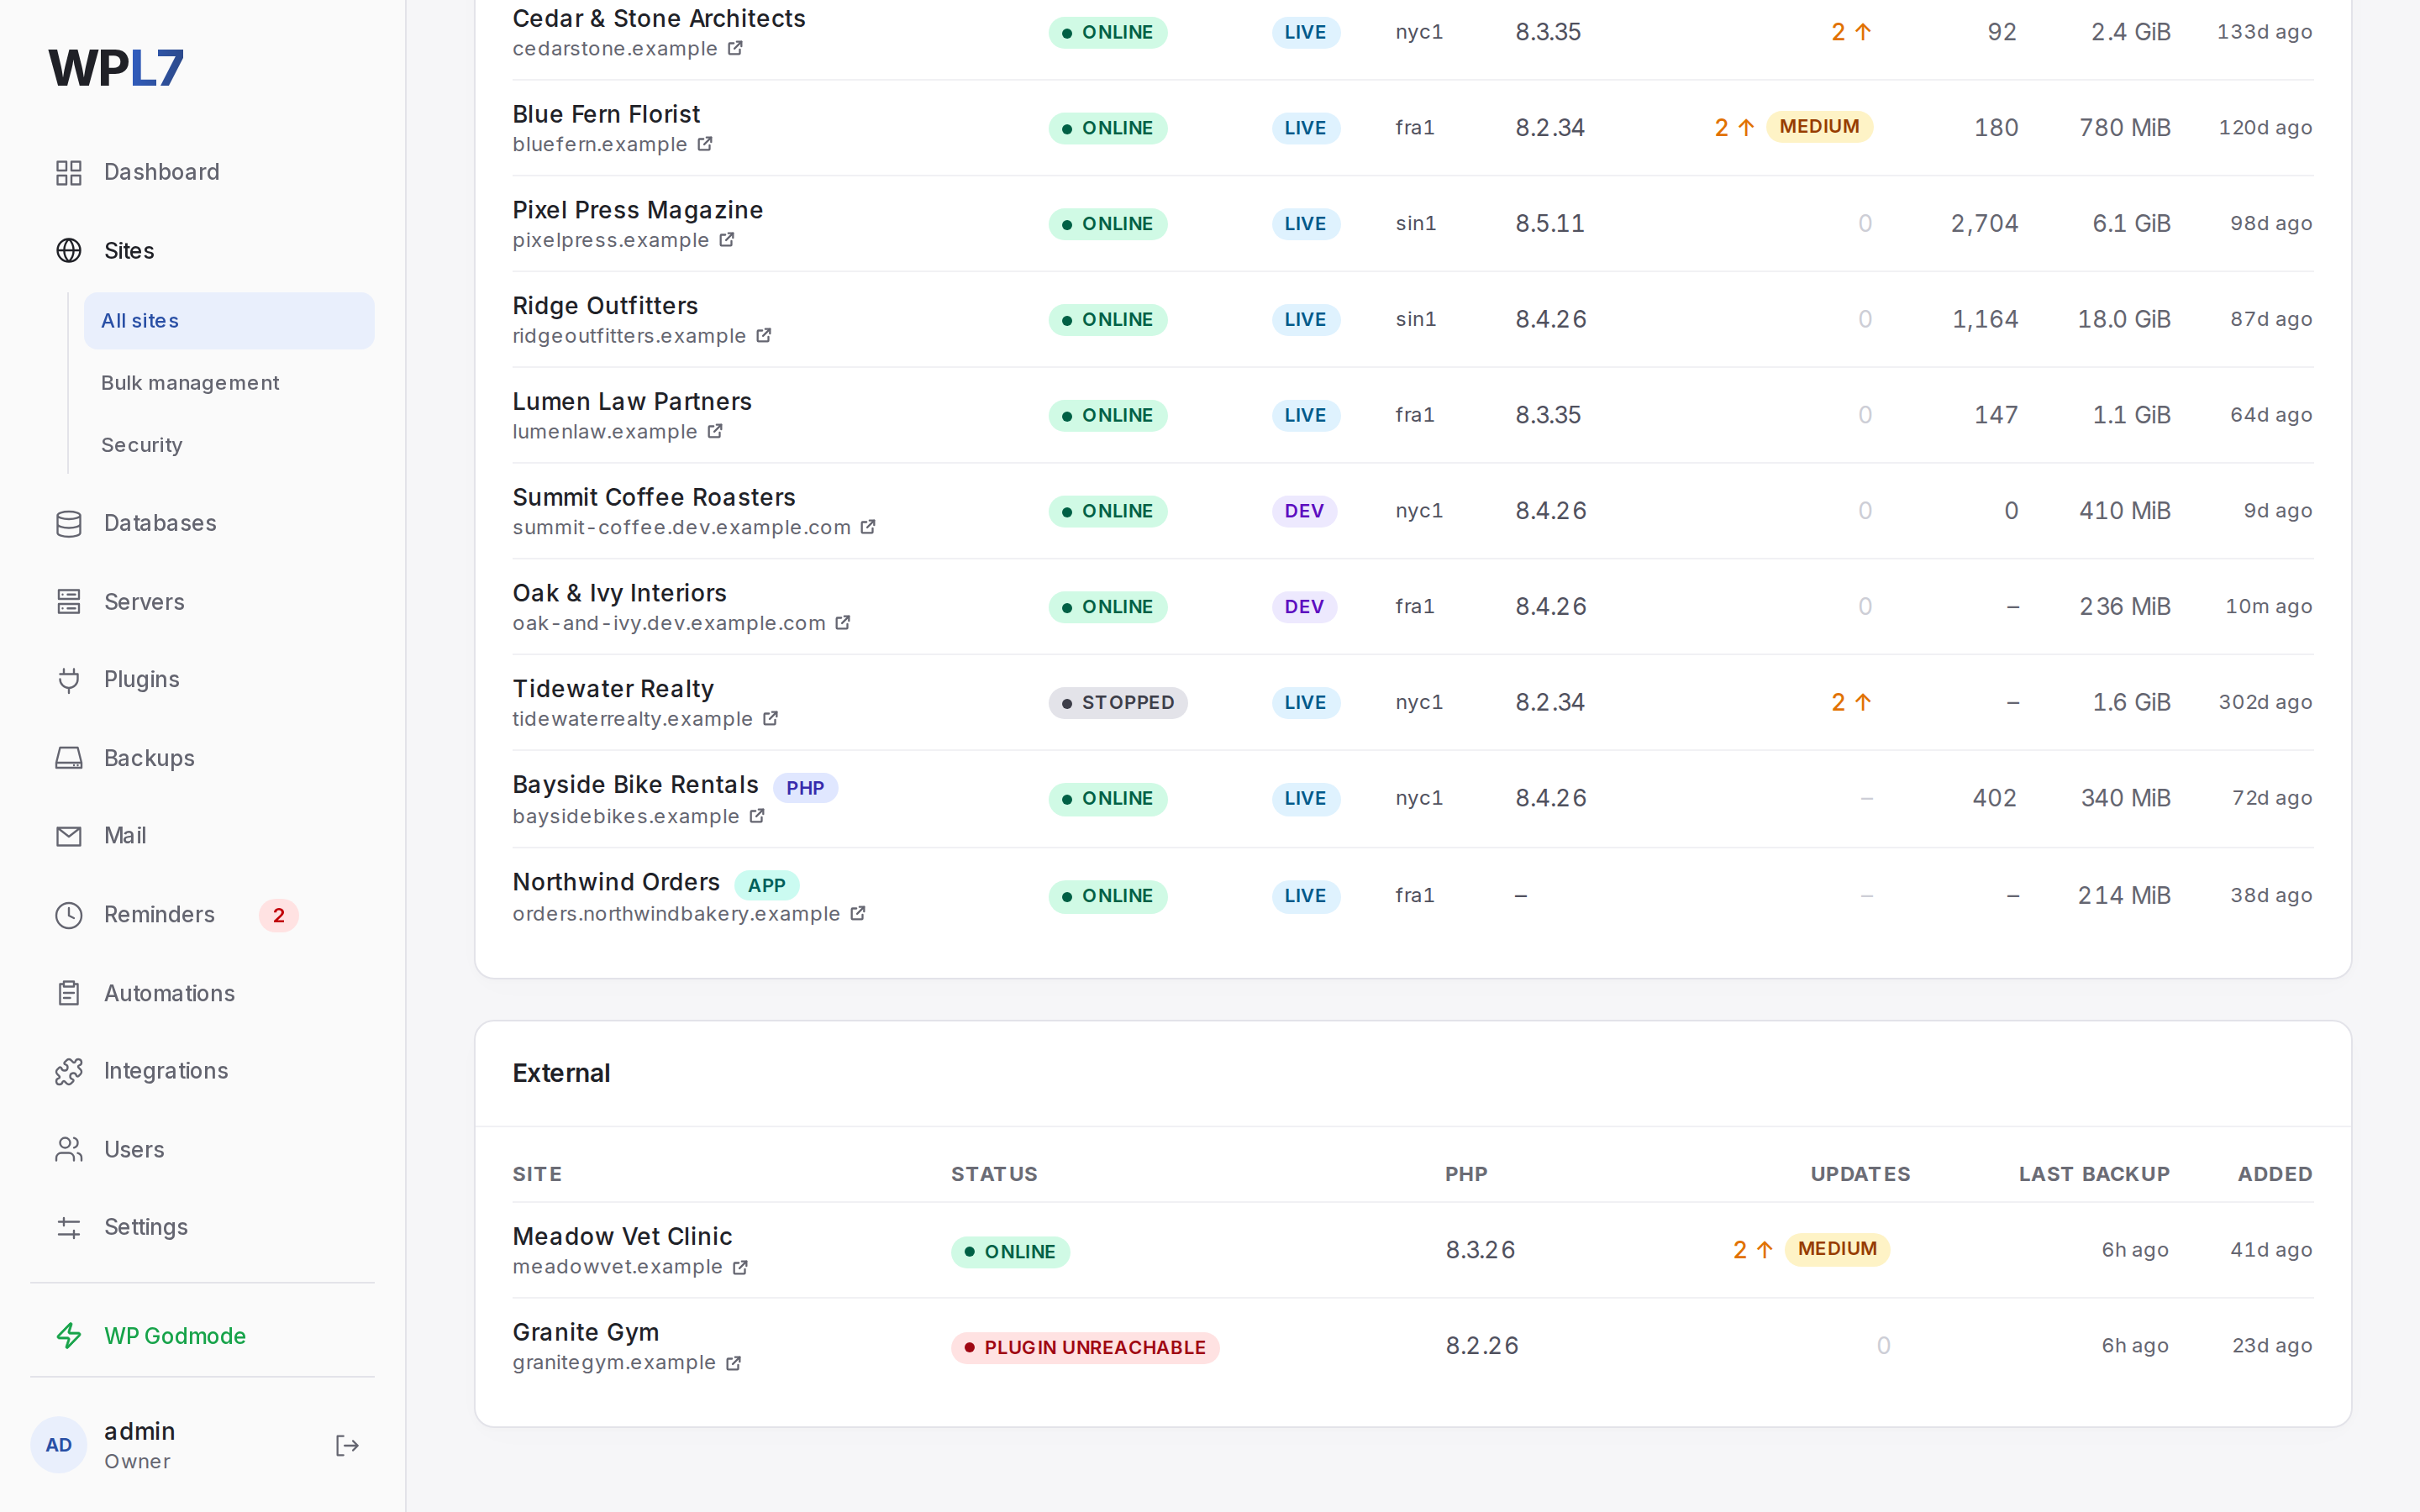 WPL7
Dashboard
Sites
All sites
Bulk management
Security
Databases
Servers
Plugins
Backups
Mail
Reminders 2
Automations
Integrations
Users
Settings
WP Godmode
AD
admin
Owner
Cedar & Stone Architects
cedarstone.example
ONLINE LIVE nyc1 8.3.35 2 ↑ 92 2.4 GiB 133d ago
Blue Fern Florist
bluefern.example
ONLINE LIVE fra1 8.2.34 2 ↑ MEDIUM 180 780 MiB 120d ago
Pixel Press Magazine
pixelpress.example
ONLINE LIVE sin1 8.5.11 0 2,704 6.1 GiB 98d ago
Ridge Outfitters
ridgeoutfitters.example
ONLINE LIVE sin1 8.4.26 0 1,164 18.0 GiB 87d ago
Lumen Law Partners
lumenlaw.example
ONLINE LIVE fra1 8.3.35 0 147 1.1 GiB 64d ago
Summit Coffee Roasters
summit-coffee.dev.example.com
ONLINE DEV nyc1 8.4.26 0 0 410 MiB 9d ago
Oak & Ivy Interiors
oak-and-ivy.dev.example.com
ONLINE DEV fra1 8.4.26 0 – 236 MiB 10m ago
Tidewater Realty
tidewaterrealty.example
STOPPED LIVE nyc1 8.2.34 2 ↑ – 1.6 GiB 302d ago
Bayside Bike Rentals PHP
baysidebikes.example
ONLINE LIVE nyc1 8.4.26 – 402 340 MiB 72d ago
Northwind Orders APP
orders.northwindbakery.example
ONLINE LIVE fra1 – – – 214 MiB 38d ago
External
SITE STATUS PHP UPDATES LAST BACKUP ADDED
Meadow Vet Clinic
meadowvet.example
ONLINE 8.3.26 2 ↑ MEDIUM 6h ago 41d ago
Granite Gym
granitegym.example
PLUGIN UNREACHABLE 8.2.26 0 6h ago 23d ago